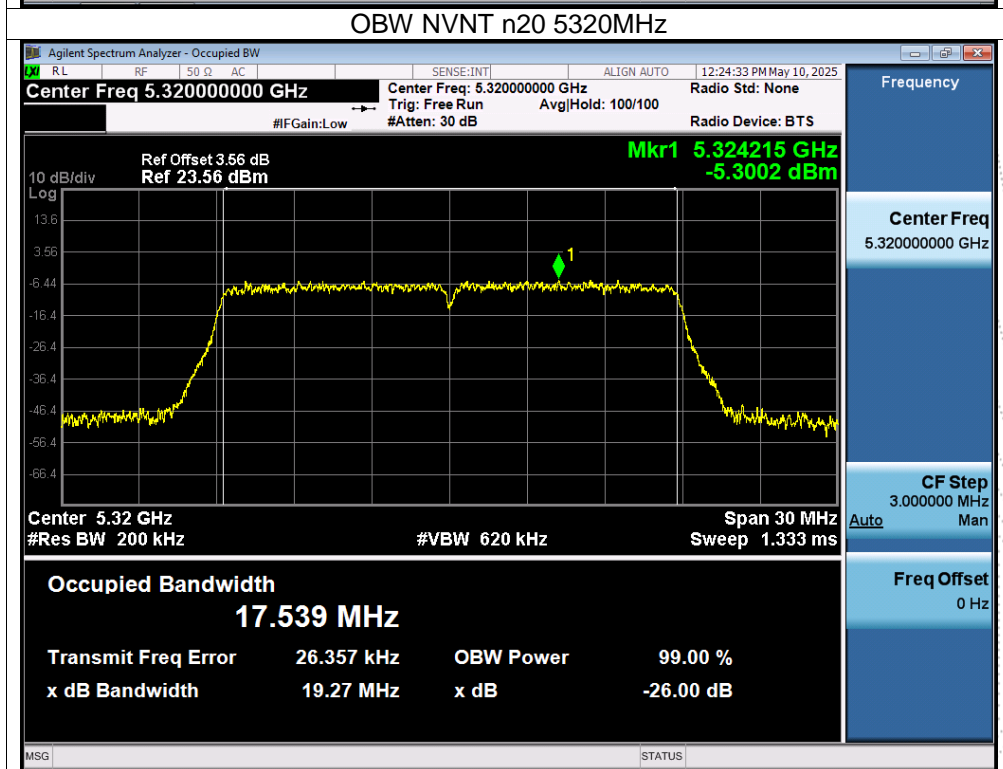 OBW NVNT n20 5320MHz
Agilent Spectrum Analyzer - Occupied BW
LXI RL RF 50 Ω AC SENSE:INT ALIGN AUTO 12:24:33 PM May 10, 2025
Center Freq 5.320000000 GHz
Center Freq: 5.320000000 GHz
Radio Std: None
Trig: Free Run Avg|Hold: 100/100
#IFGain:Low
#Atten: 30 dB
Radio Device: BTS
Frequency
Mkr1 5.324215 GHz
-5.3002 dBm
Ref Offset 3.56 dB
10 dB/div Ref 23.56 dBm
Log
13.6
3.56
-6.44
-16.4
-26.4
-36.4
-46.4
-56.4
-66.4
1
Center 5.32 GHz Span 30 MHz
#Res BW 200 kHz #VBW 620 kHz Sweep 1.333 ms
Center Freq
5.320000000 GHz
CF Step
3.000000 MHz
Auto Man
Freq Offset
0 Hz
Occupied Bandwidth
17.539 MHz
Transmit Freq Error 26.357 kHz OBW Power 99.00 %
x dB Bandwidth 19.27 MHz x dB -26.00 dB
MSG STATUS